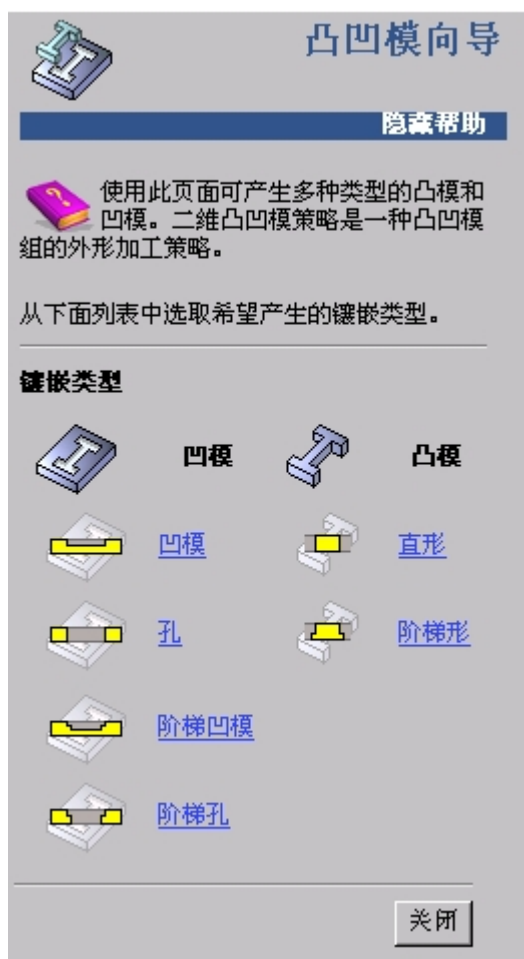 凸凹模向导
隐藏帮助
使用此页面可产生多种类型的凸模和
凹模。二维凸凹模策略是一种凸凹模
组的外形加工策略。
从下面列表中选取希望产生的镶嵌类型。
镶嵌类型
凹模 凸模
凹模 直形
孔 阶梯形
阶梯凹模
阶梯孔
关闭